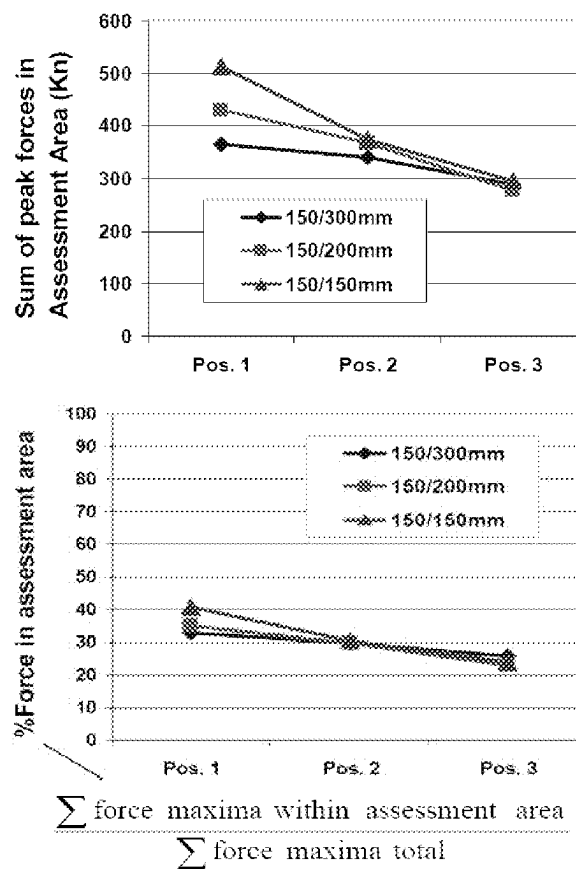 Sum of peak forces in
Assessment Area (Kn)
600
500
400
300
200
100
0
150/300mm
150/200mm
150/150mm
Pos. 1 Pos. 2 Pos. 3
%Force in assessment area
100
90
80
70
60
50
40
30
20
10
0
150/300mm
150/200mm
150/150mm
Pos. 1 Pos. 2 Pos. 3
∑ force maxima within assessment area
∑ force maxima total